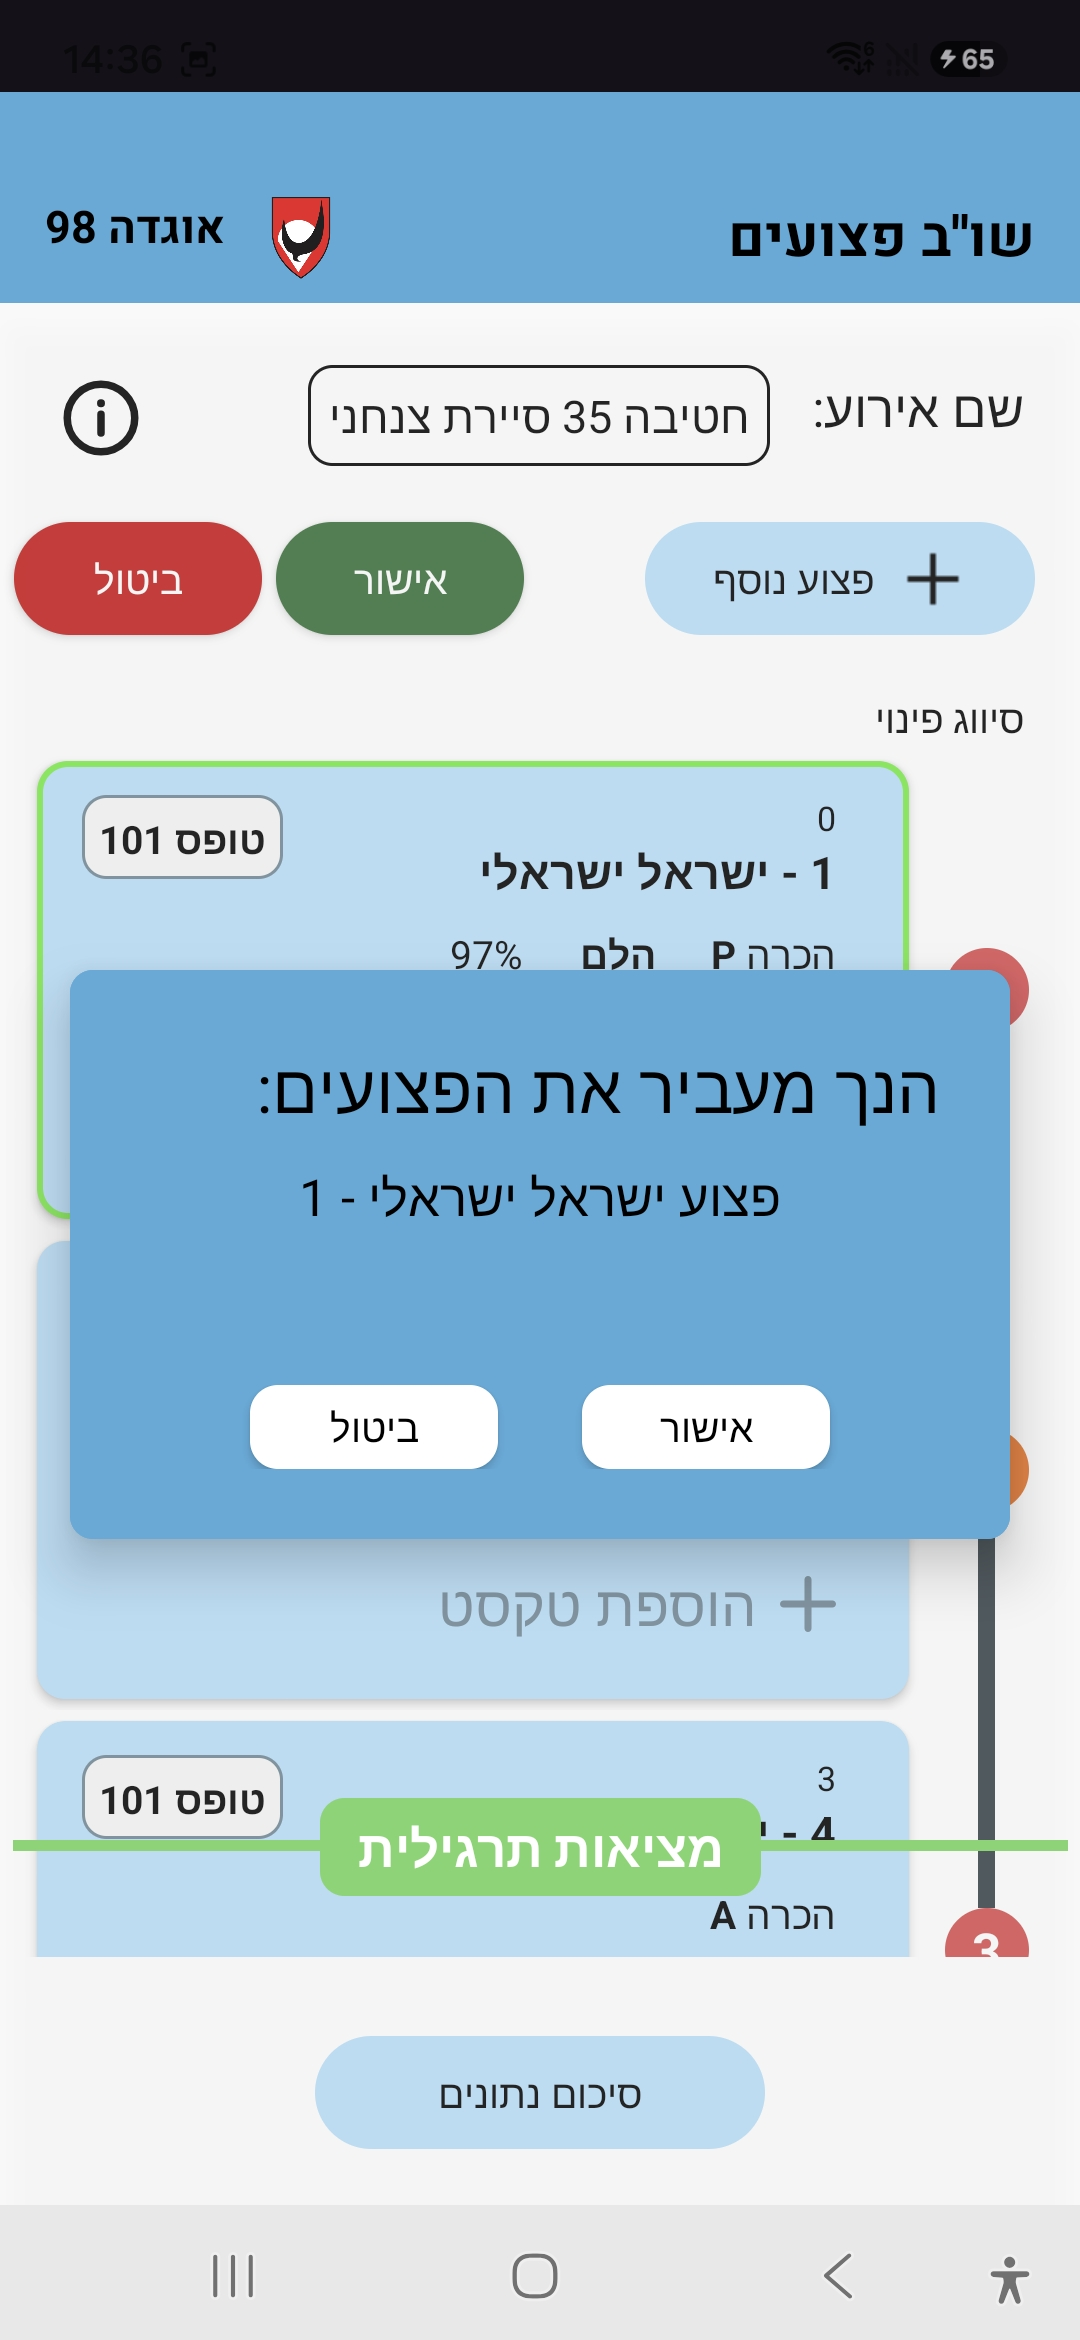 14:36
6
65
שו"ב פצועים
אוגדה 98
שם אירוע:
חטיבה 35 סיירת צנחני
פצוע נוסף
אישור
ביטול
סיווג פינוי
0
טופס 101
1 - ישראל ישראלי
הכרה P הלם 97%
הנך מעביר את הפצועים:
פצוע ישראל ישראלי - 1
אישור
ביטול
הוספת טקסט
3
טופס 101
4 - י
מציאות תרגילית
הכרה A
3
סיכום נתונים